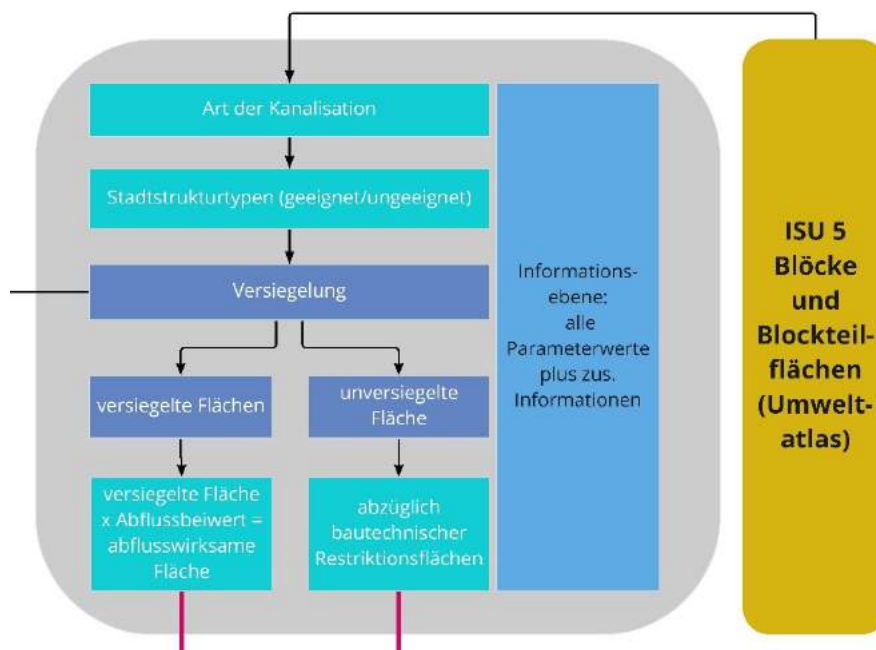 Art der Kanalisation
Stadtstrukturtypen (geeignet/ungeeignet)
Versiegelung
versiegelte Flächen
unversiegelte
Fläche
versiegelte Fläche
x Abflussbeiwert =
abflusswirksame
Fläche
abzüglich
bautechnischer
Restriktionsflächen
Informations-
ebene:
alle
Parameterwerte
plus zus.
Informationen
ISU 5
Blöcke
und
Blockteil-
flächen
(Umwelt-
atlas)